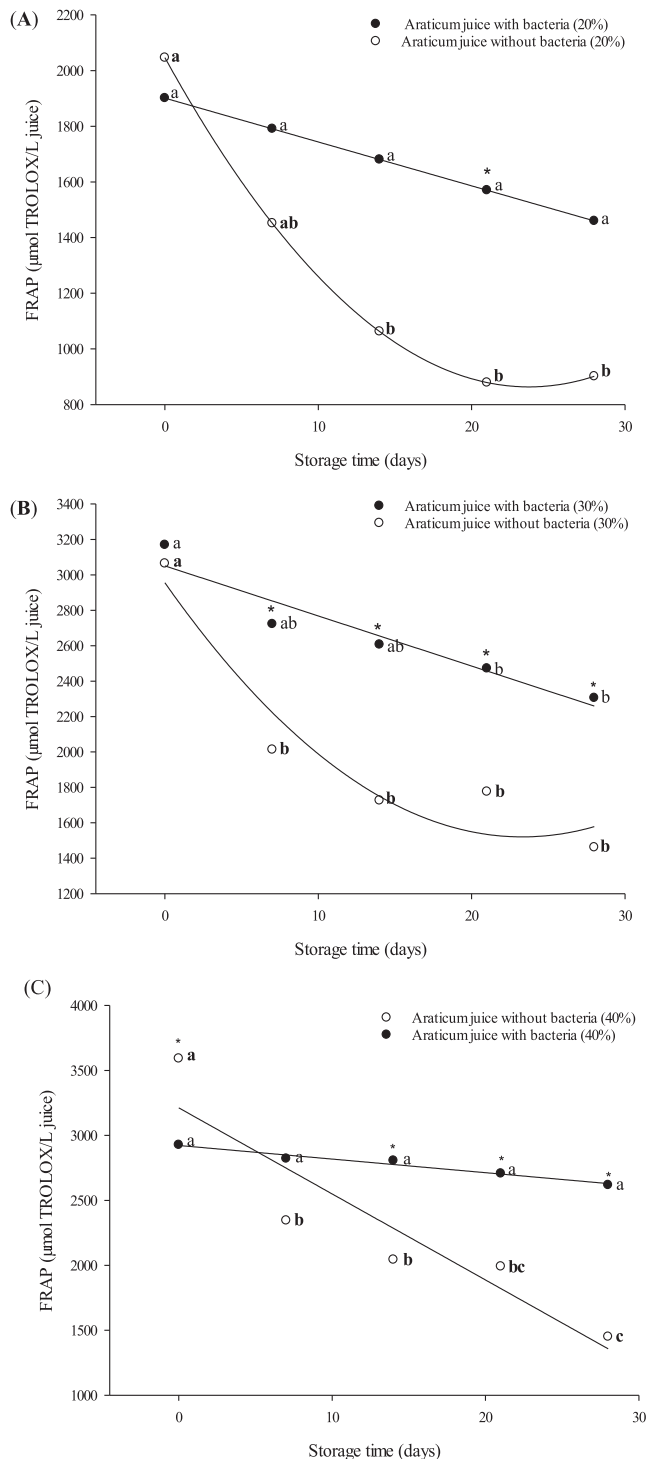 (A)
Araticum juice with bacteria (20%)
Araticum juice without bacteria (20%)
FRAP (µmol TROLOX/L juice)
2200
2000
1800
1600
1400
1200
1000
800
a
a
a
ab
a
b
*
a
b
a
b
0 10 20 30
Storage time (days)
(B)
Araticum juice with bacteria (30%)
Araticum juice without bacteria (30%)
FRAP (µmol TROLOX/L juice)
3400
3200
3000
2800
2600
2400
2200
2000
1800
1600
1400
1200
a
a
*
ab
b
*
ab
b
*
b
b
*
b
b
0 10 20 30
Storage time (days)
(C)
Araticum juice without bacteria (40%)
Araticum juice with bacteria (40%)
FRAP (µmol TROLOX/L juice)
4000
3500
3000
2500
2000
1500
1000
*
a
a
a
b
*
a
b
*
a
bc
*
a
c
0 10 20 30
Storage time (days)